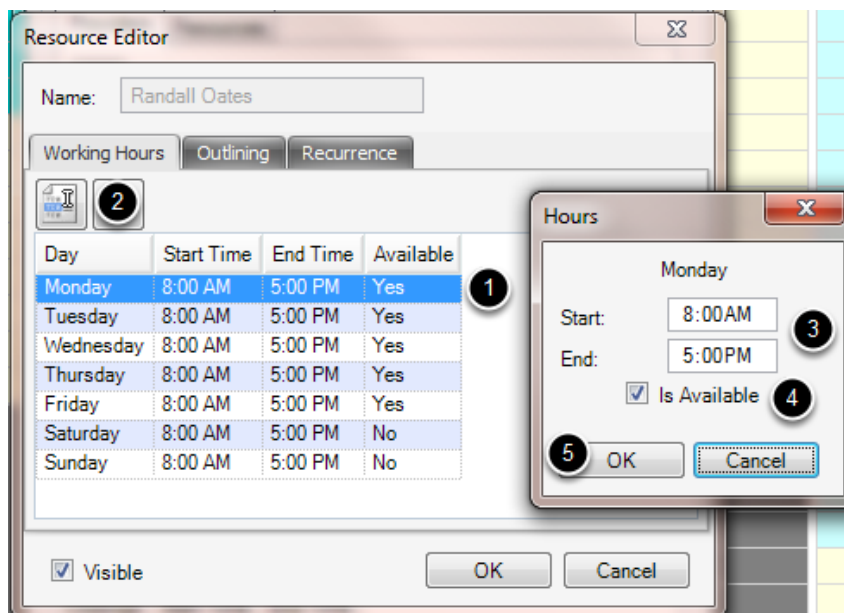 Resource Editor
Name: Randall Oates
Working Hours Outlining Recurrence
2
Day Start Time End Time Available
Monday 8:00 AM 5:00 PM Yes
1
Tuesday 8:00 AM 5:00 PM Yes
Wednesday 8:00 AM 5:00 PM Yes
Thursday 8:00 AM 5:00 PM Yes
Friday 8:00 AM 5:00 PM Yes
Saturday 8:00 AM 5:00 PM No
Sunday 8:00 AM 5:00 PM No
Visible
OK Cancel
Hours
Monday
Start: 8:00AM
3
End: 5:00PM
Is Available 4
5 OK Cancel